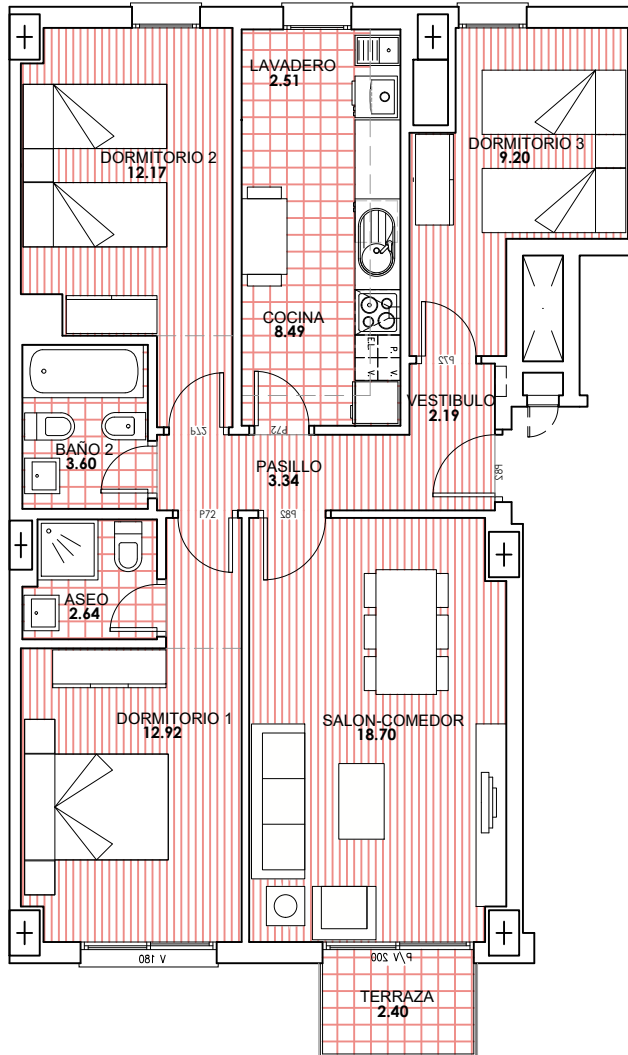 LAVADERO
2.51
DORMITORIO 2
12.17
DORMITORIO 3
9.20
COCINA
8.49
P. V.
E.L. V.
P72
VESTIBULO
2.19
P72
P72
BAÑO 2
3.60
PASILLO
3.34
P82
P72
P82
ASEO
2.64
DORMITORIO 1
12.92
SALON-COMEDOR
18.70
V 180
P/V 200
TERRAZA
2.40